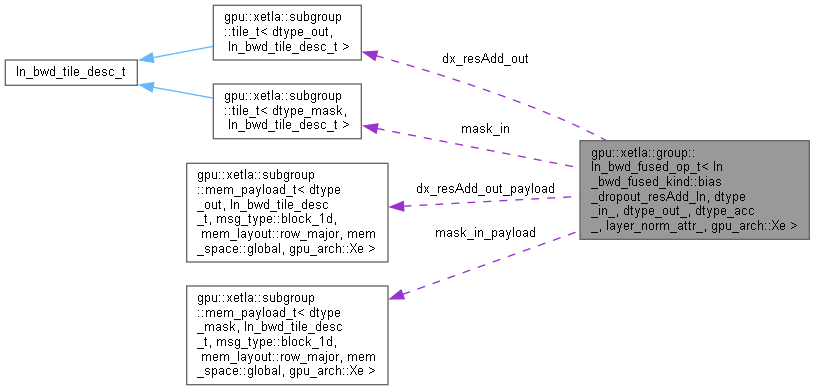 gpu::xetla::subgroup
::tile_t< dtype_out,
ln_bwd_tile_desc_t >
dx_resAdd_out
ln_bwd_tile_desc_t
gpu::xetla::subgroup
::tile_t< dtype_mask,
ln_bwd_tile_desc_t >
mask_in
gpu::xetla::group::
ln_bwd_fused_op_t< ln
_bwd_fused_kind::bias
_dropout_resAdd_ln, dtype
_in_, dtype_out_, dtype_acc
_, layer_norm_attr_, gpu_arch::Xe >
gpu::xetla::subgroup
::mem_payload_t< dtype
_out, ln_bwd_tile_desc
_t, msg_type::block_1d,
mem_layout::row_major, mem
_space::global, gpu_arch::Xe >
dx_resAdd_out_payload
mask_in_payload
gpu::xetla::subgroup
::mem_payload_t< dtype
_mask, ln_bwd_tile_desc
_t, msg_type::block_1d,
mem_layout::row_major, mem
_space::global, gpu_arch::Xe >